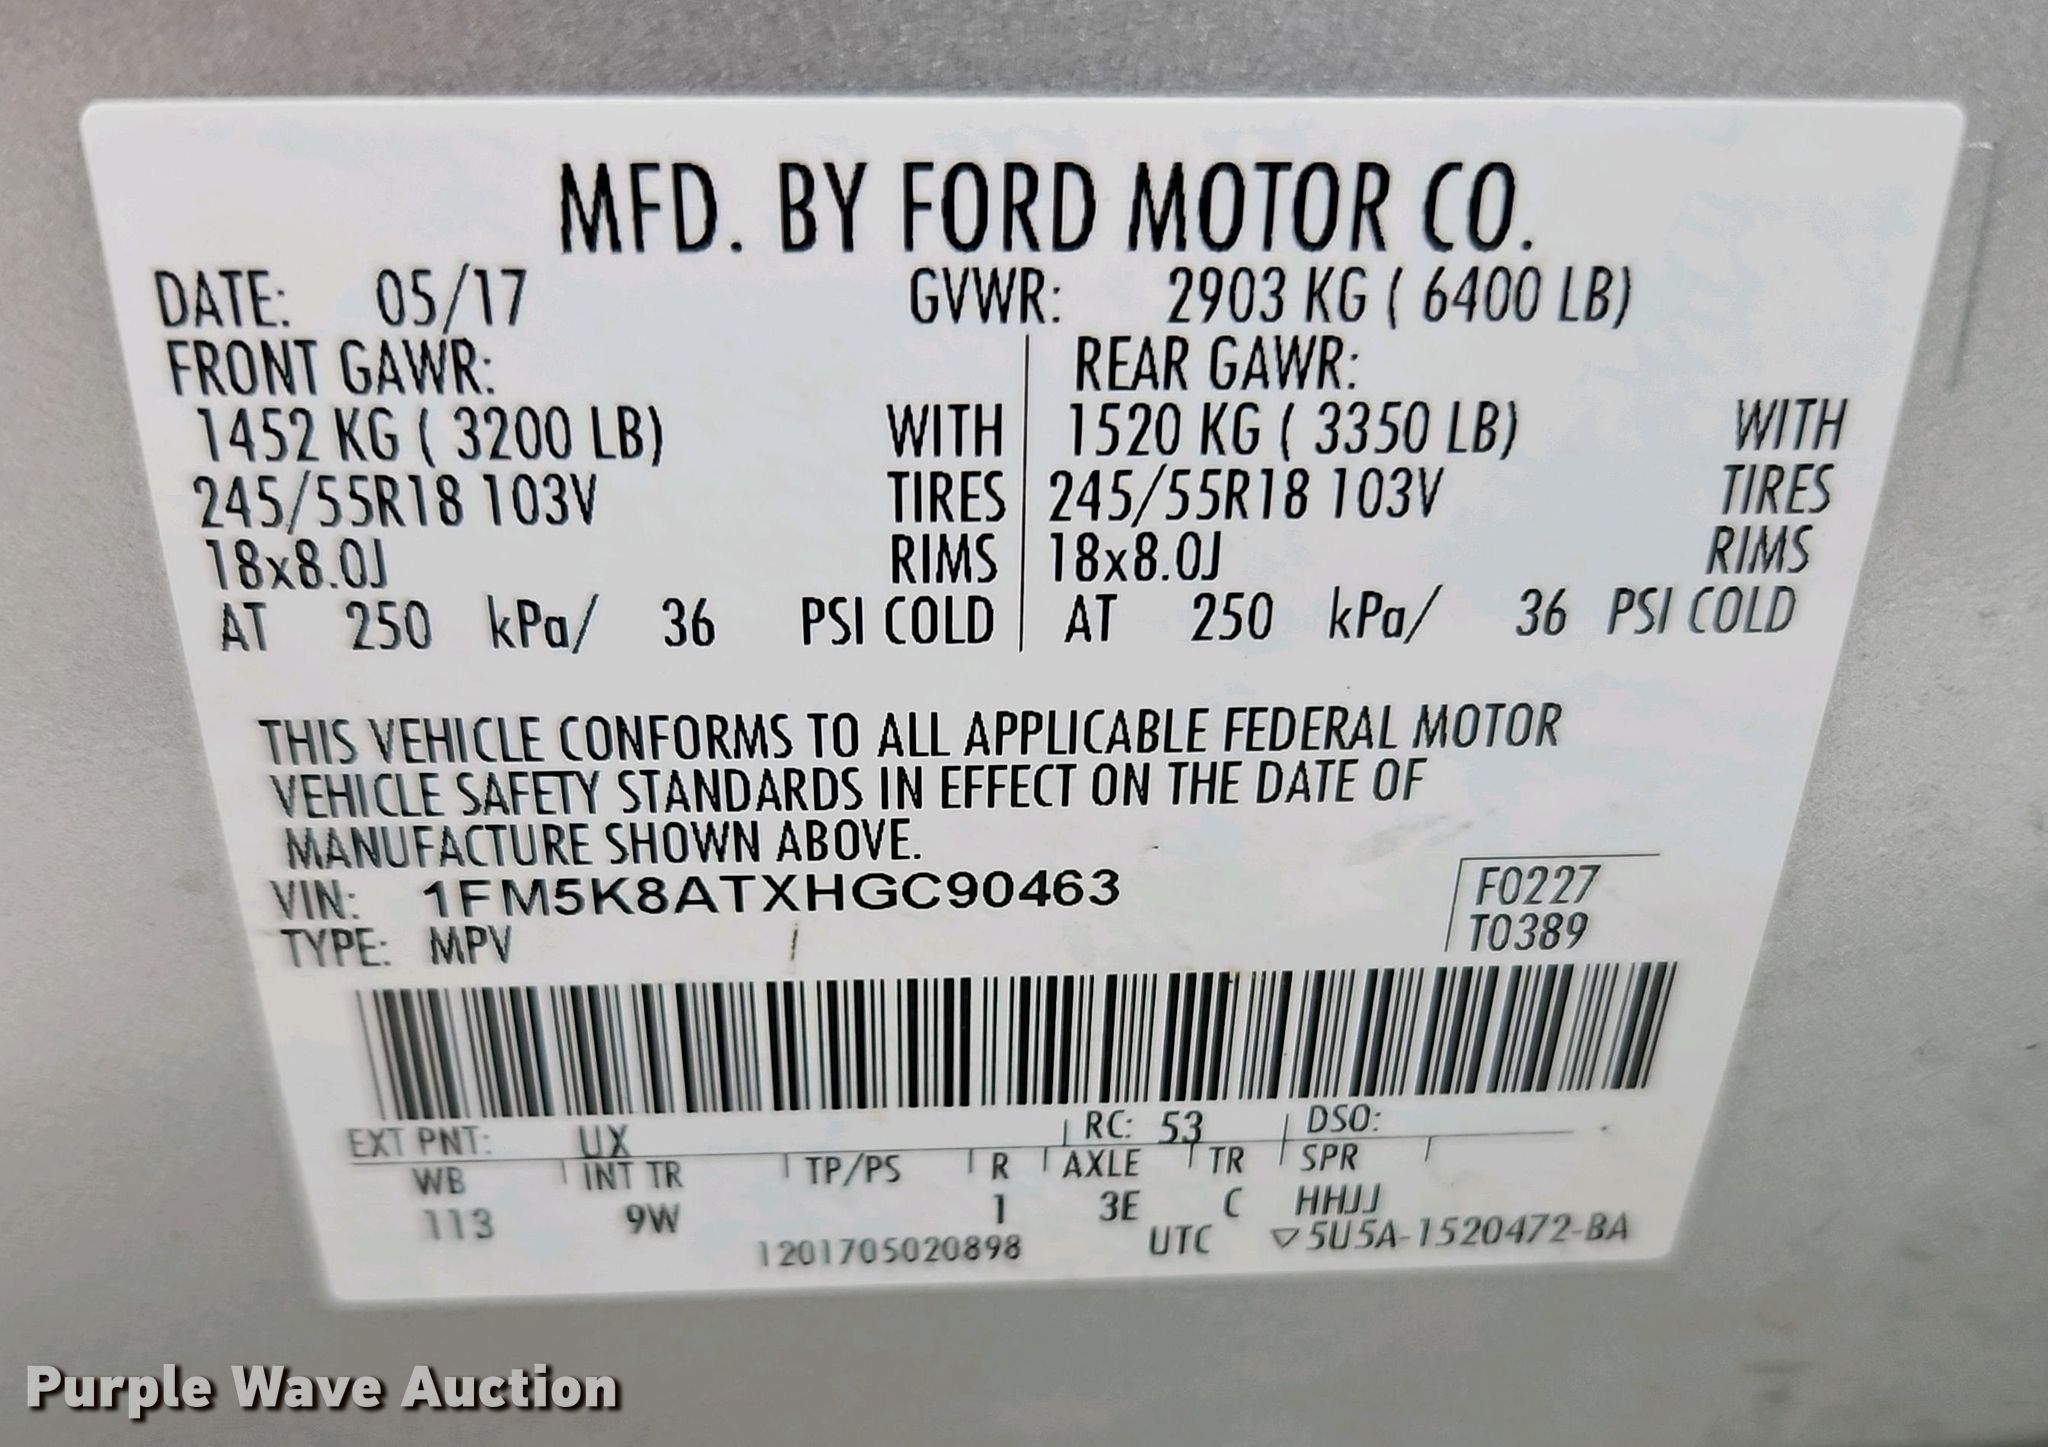 MFD. BY FORD MOTOR CO.
DATE: 05/17 GVWR: 2903 KG ( 6400 LB)
FRONT GAWR: REAR GAWR:
1452 KG ( 3200 LB) WITH 1520 KG ( 3350 LB) WITH
245/55R18 103V TIRES 245/55R18 103V TIRES
18x8.0J RIMS 18x8.0J RIMS
AT 250 kPa/ 36 PSI COLD AT 250 kPa/ 36 PSI COLD
THIS VEHICLE CONFORMS TO ALL APPLICABLE FEDERAL MOTOR
VEHICLE SAFETY STANDARDS IN EFFECT ON THE DATE OF
MANUFACTURE SHOWN ABOVE.
VIN: 1FM5K8ATXHGC90463 F0227
TYPE: MPV T0389
EXT PNT: UX RC: 53 DSO:
WB INT TR TP/PS R AXLE TR SPR
113 9W 1 3E C HHJJ
1201705020898 UTC ▽5U5A-1520472-BA
Purple Wave Auction